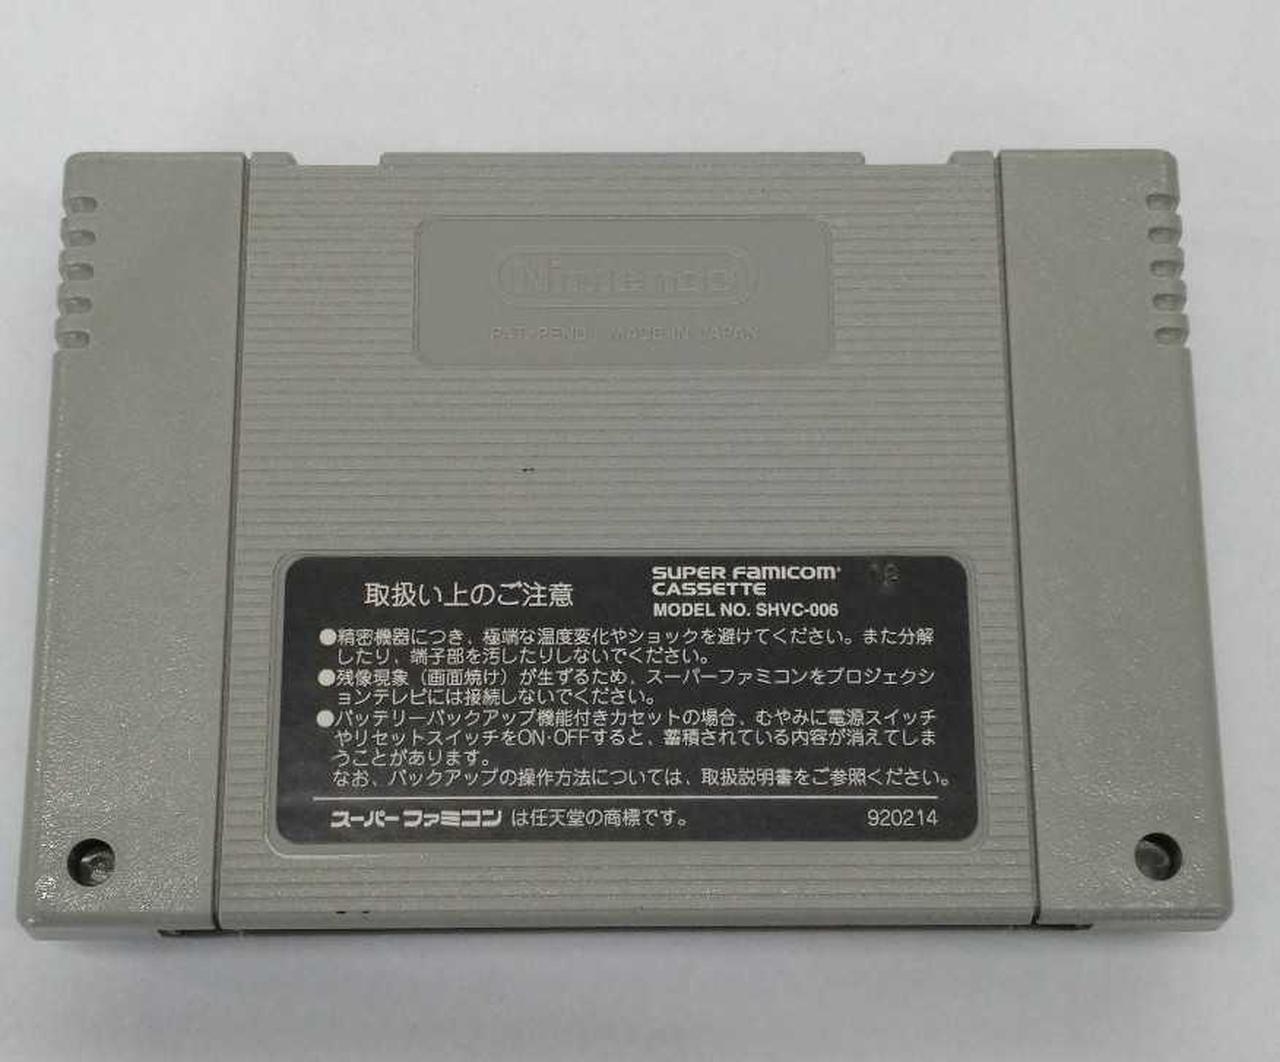 Nintendo
PAT·PEND MADE IN JAPAN
取扱い上のご注意
SUPER FAMICOM
CASSETTE
MODEL NO. SHVC-006
●精密機器につき、極端な温度変化やショックを避けてください。また分解
したり、端子部を汚したりしないでください。
●残像現象（画面焼け）が生ずるため、スーパーファミコンをプロジェクシ
ョンテレビには接続しないでください。
●バッテリーバックアップ機能付きカセットの場合、むやみに電源スイッチ
やリセットスイッチをON·OFFすると、蓄積されている内容が消えてしま
うことがあります。
なお、バックアップの操作方法については、取扱説明書をご参照ください。
スーパーファミコンは任天堂の商標です。 920214